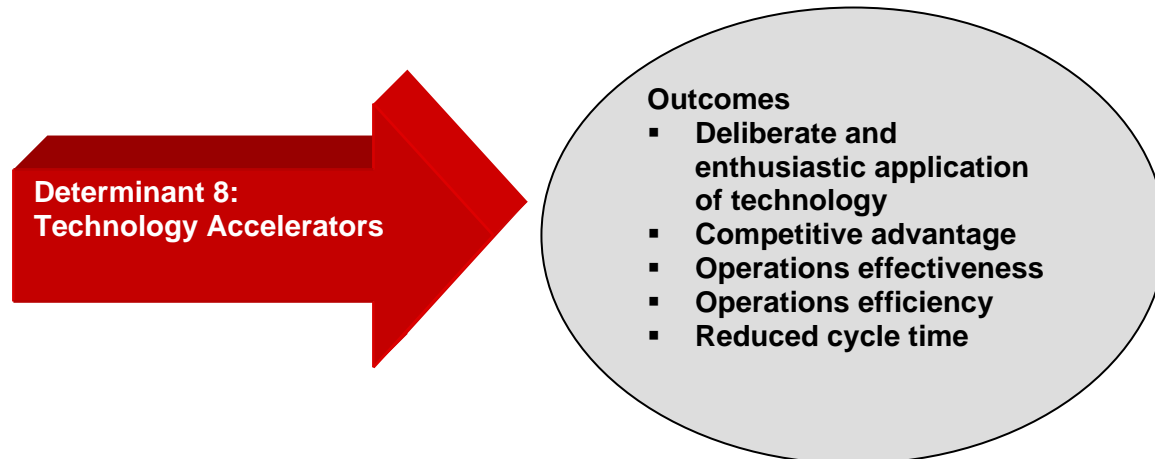 Determinant 8:
Technology Accelerators
Outcomes
▪ Deliberate and
enthusiastic application
of technology
▪ Competitive advantage
▪ Operations effectiveness
▪ Operations efficiency
▪ Reduced cycle time